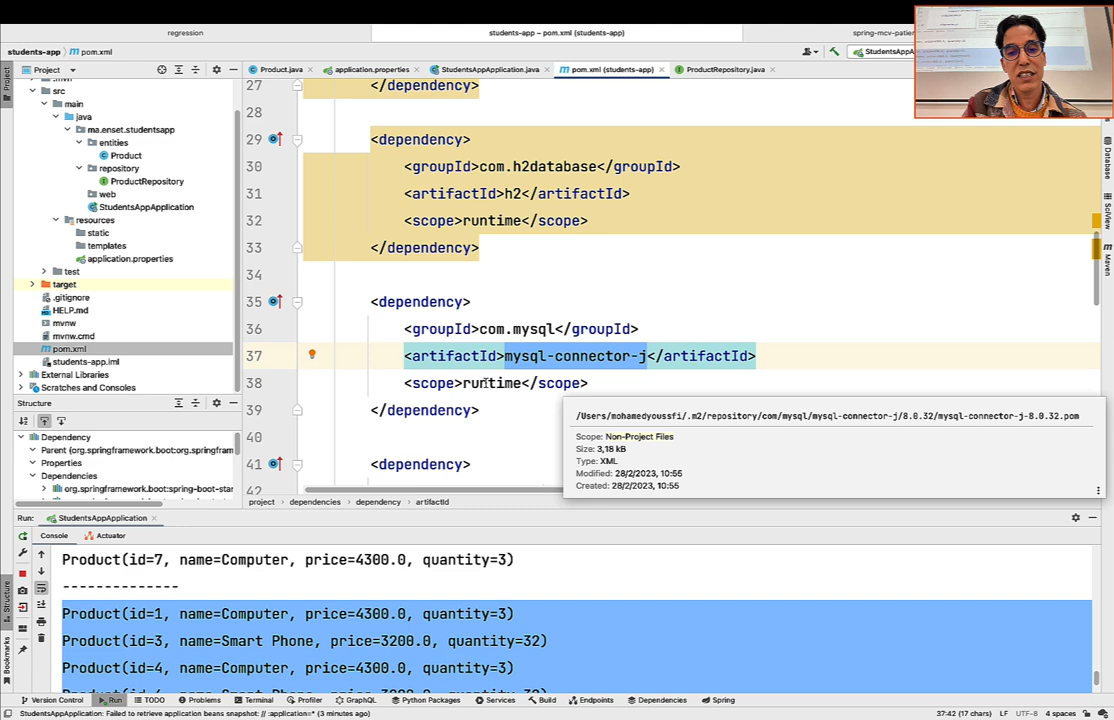 regression
students-app – pom.xml (students-app)
spring-mcv-patie
students-app
pom.xml
StudentsApp
Project
Project
Product.java
application.properties
StudentsAppApplication.java
pom.xml (students-app)
ProductRepository.java
src
main
java
ma.enset.studentsapp
entities
Product
repository
ProductRepository
web
StudentsAppApplication
resources
static
templates
application.properties
test
target
.gitignore
HELP.md
mvnw
mvnw.cmd
pom.xml
students-app.iml
External Libraries
Scratches and Consoles
27 </dependency>
28
29 <dependency>
30 <groupId>com.h2database</groupId>
31 <artifactId>h2</artifactId>
32 <scope>runtime</scope>
33 </dependency>
34
35 <dependency>
36 <groupId>com.mysql</groupId>
37 <artifactId>mysql-connector-j</artifactId>
38 <scope>runtime</scope>
39 </dependency>
40
41 <dependency>
42
/Users/mohamedyoussfi/.m2/repository/com/mysql/mysql-connector-j/8.0.32/mysql-connector-j-8.0.32.pom
Scope: Non-Project Files
Size: 3,18 kB
Type: XML
Modified: 28/2/2023, 10:55
Created: 28/2/2023, 10:55
Database
SciView
m
Maven
project
dependencies
dependency
artifactId
Structure
Dependency
Parent (org.springframework.boot:org.springfram
Properties
Dependencies
org.springframework.boot:spring-boot-star
Run:
StudentsAppApplication
Console
Actuator
Structure
Bookmarks
Product(id=7, name=Computer, price=4300.0, quantity=3)
--------------
Product(id=1, name=Computer, price=4300.0, quantity=3)
Product(id=3, name=Smart Phone, price=3200.0, quantity=32)
Product(id=4, name=Computer, price=4300.0, quantity=3)
Version Control
Run
TODO
Problems
Terminal
Profiler
GraphQL
Python Packages
Services
Build
Endpoints
Dependencies
Spring
StudentsAppApplication: Failed to retrieve application beans snapshot: // :application=* (3 minutes ago)
37:42 (17 chars)
LF
UTF-8
4 spaces